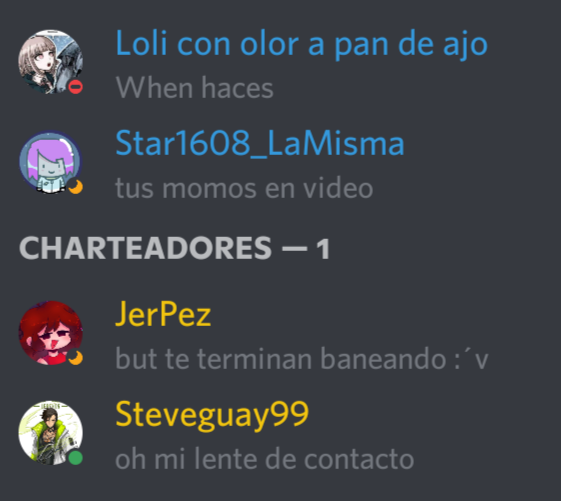 Loli con olor a pan de ajo
When haces
Star1608_LaMisma
tus momos en video
CHARTEADORES — 1
JerPez
but te terminan baneando :´v
Steveguay99
oh mi lente de contacto